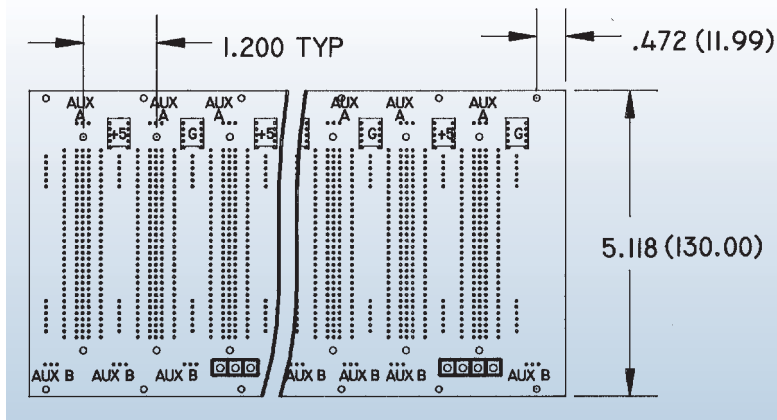 1.200 TYP
.472 (11.99)
AUX A
AUX A
AUX A
AUX A
AUX A
AUX A
+5
G
+5
G
+5
G
5.118 (130.00)
AUX B
AUX B
AUX B
AUX B
AUX B
AUX B
AUX B